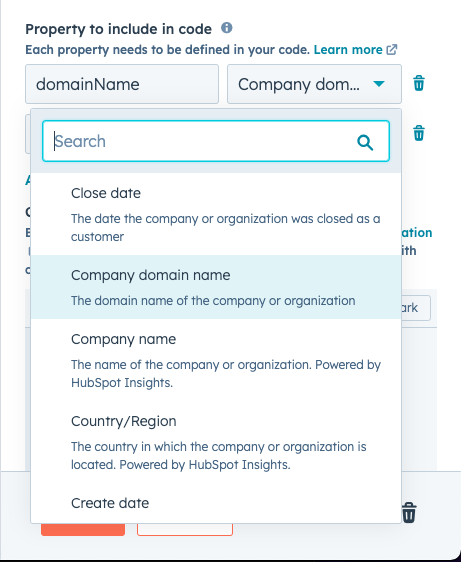 Property to include in code
Each property needs to be defined in your code. Learn more
domainName
Company dom...
Search
Close date
The date the company or organization was closed as a
customer
Company domain name
The domain name of the company or organization
Company name
The name of the company or organization. Powered by
HubSpot Insights.
Country/Region
The country in which the company or organization is
located. Powered by HubSpot Insights.
Create date